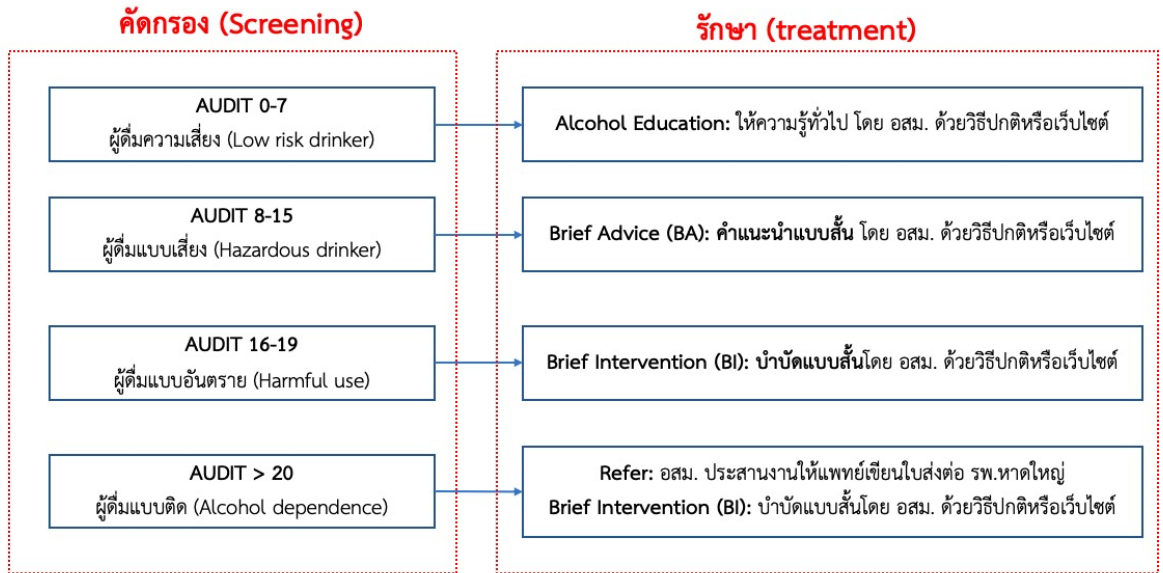 คัดกรอง (Screening)
รักษา (treatment)
AUDIT 0-7
ผู้ดื่มความเสี่ยง (Low risk drinker)
Alcohol Education: ให้ความรู้ทั่วไป โดย อสม. ด้วยวิธีปกติหรือเว็บไซต์
AUDIT 8-15
ผู้ดื่มแบบเสี่ยง (Hazardous drinker)
Brief Advice (BA): คำแนะนำแบบสั้น โดย อสม. ด้วยวิธีปกติหรือเว็บไซต์
AUDIT 16-19
ผู้ดื่มแบบอันตราย (Harmful use)
Brief Intervention (BI): บำบัดแบบสั้นโดย อสม. ด้วยวิธีปกติหรือเว็บไซต์
AUDIT > 20
ผู้ดื่มแบบติด (Alcohol dependence)
Refer: อสม. ประสานงานให้แพทย์เขียนใบส่งต่อ รพ.หาดใหญ่
Brief Intervention (BI): บำบัดแบบสั้นโดย อสม. ด้วยวิธีปกติหรือเว็บไซต์